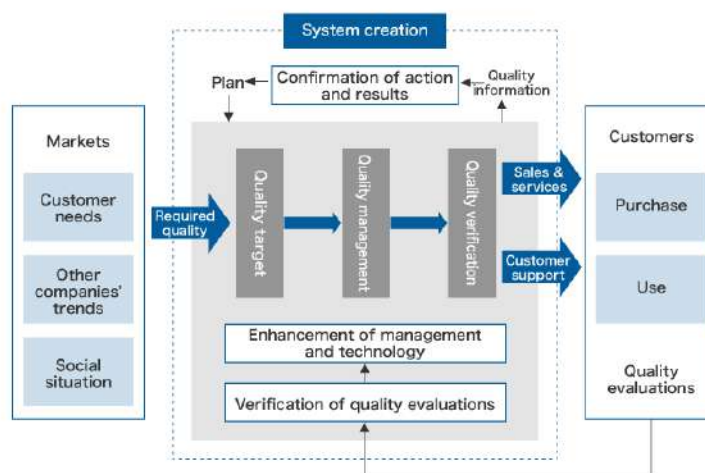 System creation
Plan
Confirmation of action
and results
Quality
information
Markets
Customer
needs
Other
companies'
trends
Social
situation
Required
quality
Quality target
Quality management
Quality verification
Sales &
services
Customer
support
Enhancement of management
and technology
Verification of quality evaluations
Customers
Purchase
Use
Quality
evaluations